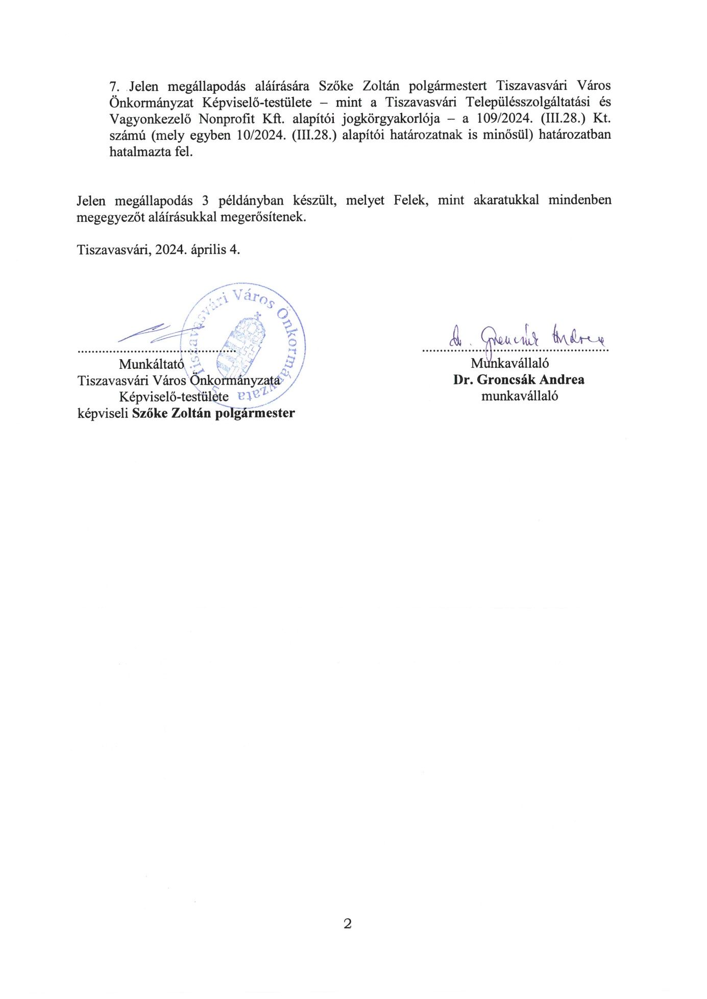 7. Jelen megállapodás aláírására Szőke Zoltán polgármestert Tiszavasvári Város
Önkormányzat Képviselő-testülete – mint a Tiszavasvári Településszolgáltatási és
Vagyonkezelő Nonprofit Kft. alapítói jogkörgyakorlója – a 109/2024. (III.28.) Kt.
számú (mely egyben 10/2024. (III.28.) alapítói határozatnak is minősül) határozatban
hatalmazta fel.
Jelen megállapodás 3 példányban készült, melyet Felek, mint akaratukkal mindenben
megegyezőt aláírásukkal megerősítenek.
Tiszavasvári, 2024. április 4.
Tiszavasvári Város Önkormányzata 5
dr. Groncsák Andrea
Munkáltató
Tiszavasvári Város Önkormányzata
Képviselő-testülete
képviseli Szőke Zoltán polgármester
Munkavállaló
Dr. Groncsák Andrea
munkavállaló
2